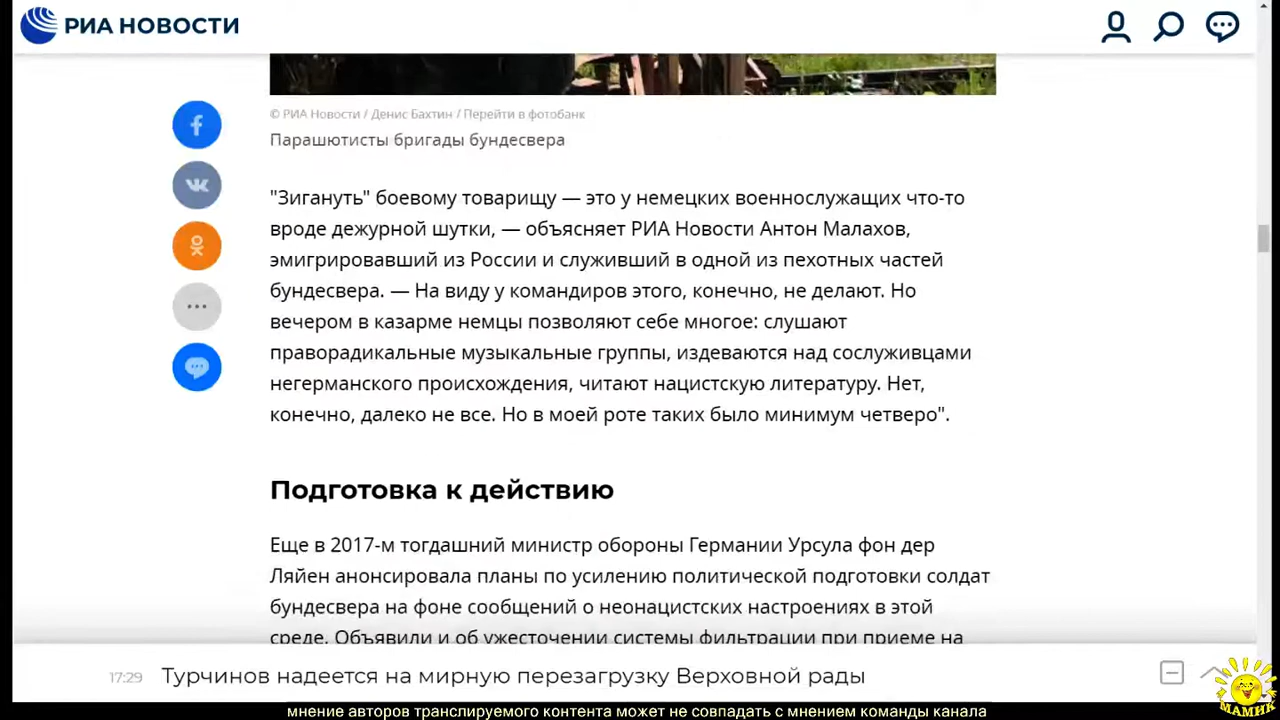 РИА НОВОСТИ
© РИА Новости / Денис Бахтин / Перейти в фотобанк
Парашютисты бригады бундесвера
"Зигануть" боевому товарищу — это у немецких военнослужащих что-то
вроде дежурной шутки, — объясняет РИА Новости Антон Малахов,
эмигрировавший из России и служивший в одной из пехотных частей
бундесвера. — На виду у командиров этого, конечно, не делают. Но
вечером в казарме немцы позволяют себе многое: слушают
праворадикальные музыкальные группы, издеваются над сослуживцами
негерманского происхождения, читают нацистскую литературу. Нет,
конечно, далеко не все. Но в моей роте таких было минимум четверо".
Подготовка к действию
Еще в 2017-м тогдашний министр обороны Германии Урсула фон дер
Ляйен анонсировала планы по усилению политической подготовки солдат
бундесвера на фоне сообщений о неонацистских настроениях в этой
среде. Объявили и об ужесточении системы фильтрации при приеме на
17:29 Турчинов надеется на мирную перезагрузку Верховной рады
МАМИК
мнение авторов транслируемого контента может не совпадать с мнением команды канала